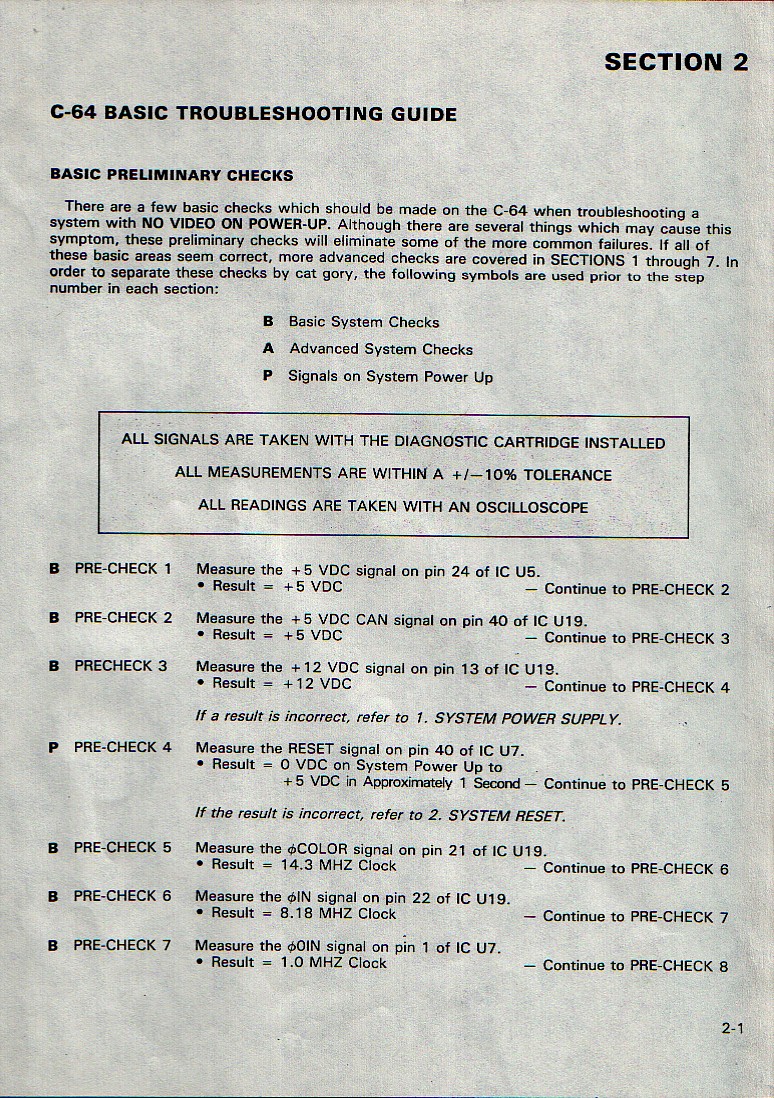 SECTION 2
C-64 BASIC TROUBLESHOOTING GUIDE
BASIC PRELIMINARY CHECKS
There are a few basic checks which should be made on the C-64 when troubleshooting a
system with NO VIDEO ON POWER-UP. Although there are several things which may cause this
symptom, these preliminary checks will eliminate some of the more common failures. If all of
these basic areas seem correct, more advanced checks are covered in SECTIONS 1 through 7. In
order to separate these checks by cat gory, the following symbols are used prior to the step
number in each section:
B Basic System Checks
A Advanced System Checks
P Signals on System Power Up
ALL SIGNALS ARE TAKEN WITH THE DIAGNOSTIC CARTRIDGE INSTALLED
ALL MEASUREMENTS ARE WITHIN A +/−10% TOLERANCE
ALL READINGS ARE TAKEN WITH AN OSCILLOSCOPE
B PRE-CHECK 1 Measure the +5 VDC signal on pin 24 of IC U5.
• Result = +5 VDC — Continue to PRE-CHECK 2
B PRE-CHECK 2 Measure the +5 VDC CAN signal on pin 40 of IC U19.
• Result = +5 VDC — Continue to PRE-CHECK 3
B PRECHECK 3 Measure the +12 VDC signal on pin 13 of IC U19.
• Result = +12 VDC — Continue to PRE-CHECK 4
If a result is incorrect, refer to 1. SYSTEM POWER SUPPLY.
P PRE-CHECK 4 Measure the RESET signal on pin 40 of IC U7.
• Result = 0 VDC on System Power Up to
+5 VDC in Approximately 1 Second — Continue to PRE-CHECK 5
If the result is incorrect, refer to 2. SYSTEM RESET.
B PRE-CHECK 5 Measure the φCOLOR signal on pin 21 of IC U19.
• Result = 14.3 MHZ Clock — Continue to PRE-CHECK 6
B PRE-CHECK 6 Measure the φIN signal on pin 22 of IC U19.
• Result = 8.18 MHZ Clock — Continue to PRE-CHECK 7
B PRE-CHECK 7 Measure the φ0IN signal on pin 1 of IC U7.
• Result = 1.0 MHZ Clock — Continue to PRE-CHECK 8
2-1